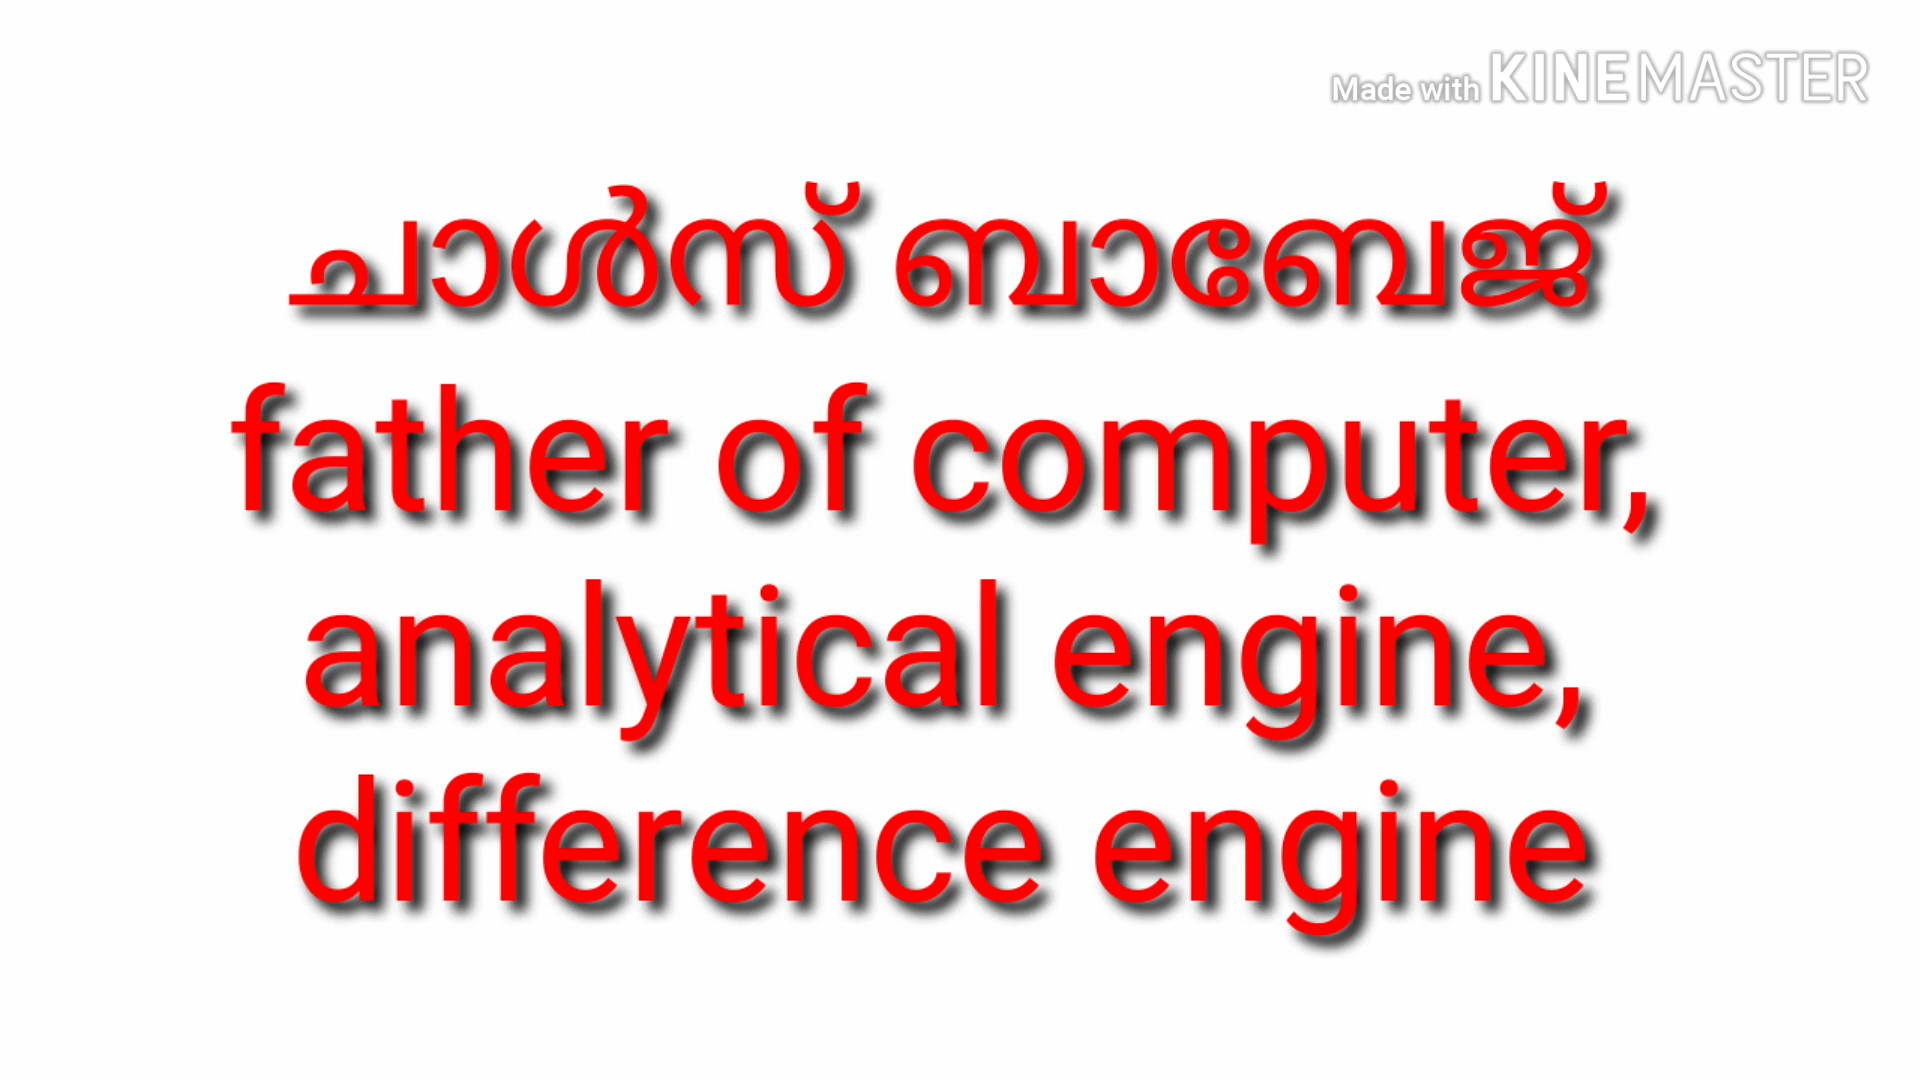 Made with KINEMASTER
ചാൾസ് ബാബേജ്
father of computer,
analytical engine,
difference engine